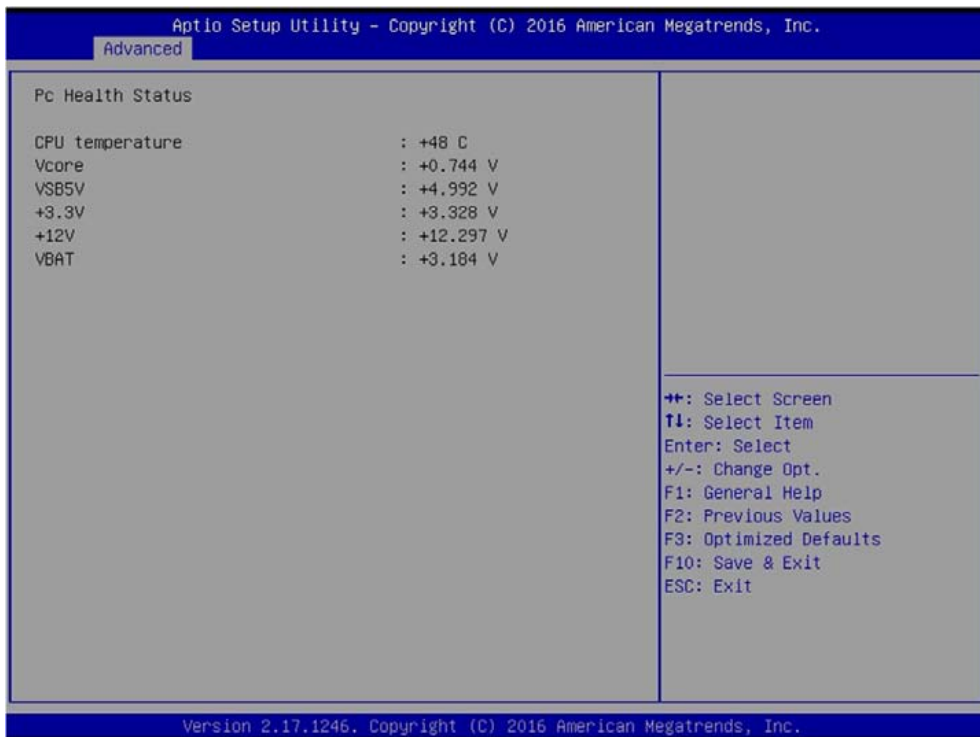 Aptio Setup Utility – Copyright (C) 2016 American Megatrends, Inc.
Advanced
Pc Health Status
CPU temperature : +48 C
Vcore : +0.744 V
VSB5V : +4.992 V
+3.3V : +3.328 V
+12V : +12.297 V
VBAT : +3.184 V
→←: Select Screen
↑↓: Select Item
Enter: Select
+/-: Change Opt.
F1: General Help
F2: Previous Values
F3: Optimized Defaults
F10: Save & Exit
ESC: Exit
Version 2.17.1246. Copyright (C) 2016 American Megatrends, Inc.